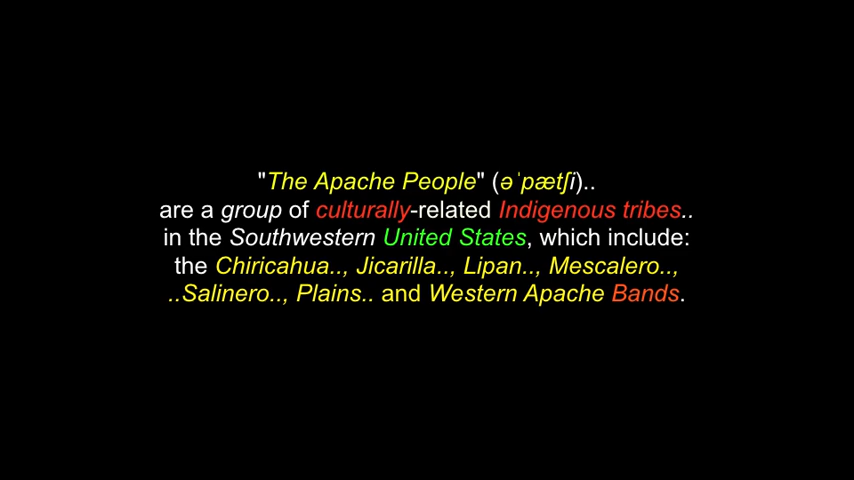 "The Apache People" (əˈpætʃi)..
are a group of culturally-related Indigenous tribes..
in the Southwestern United States, which include:
the Chiricahua.., Jicarilla.., Lipan.., Mescalero..,
..Salinero.., Plains.. and Western Apache Bands.